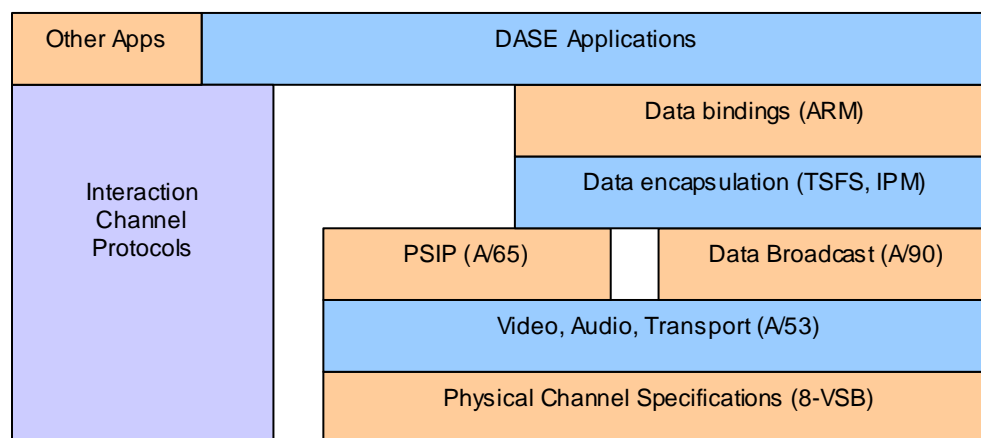 Other Apps
DASE Applications
Data bindings (ARM)
Data encapsulation (TSFS, IPM)
Interaction
Channel
Protocols
PSIP (A/65)
Data Broadcast (A/90)
Video, Audio, Transport (A/53)
Physical Channel Specifications (8-VSB)